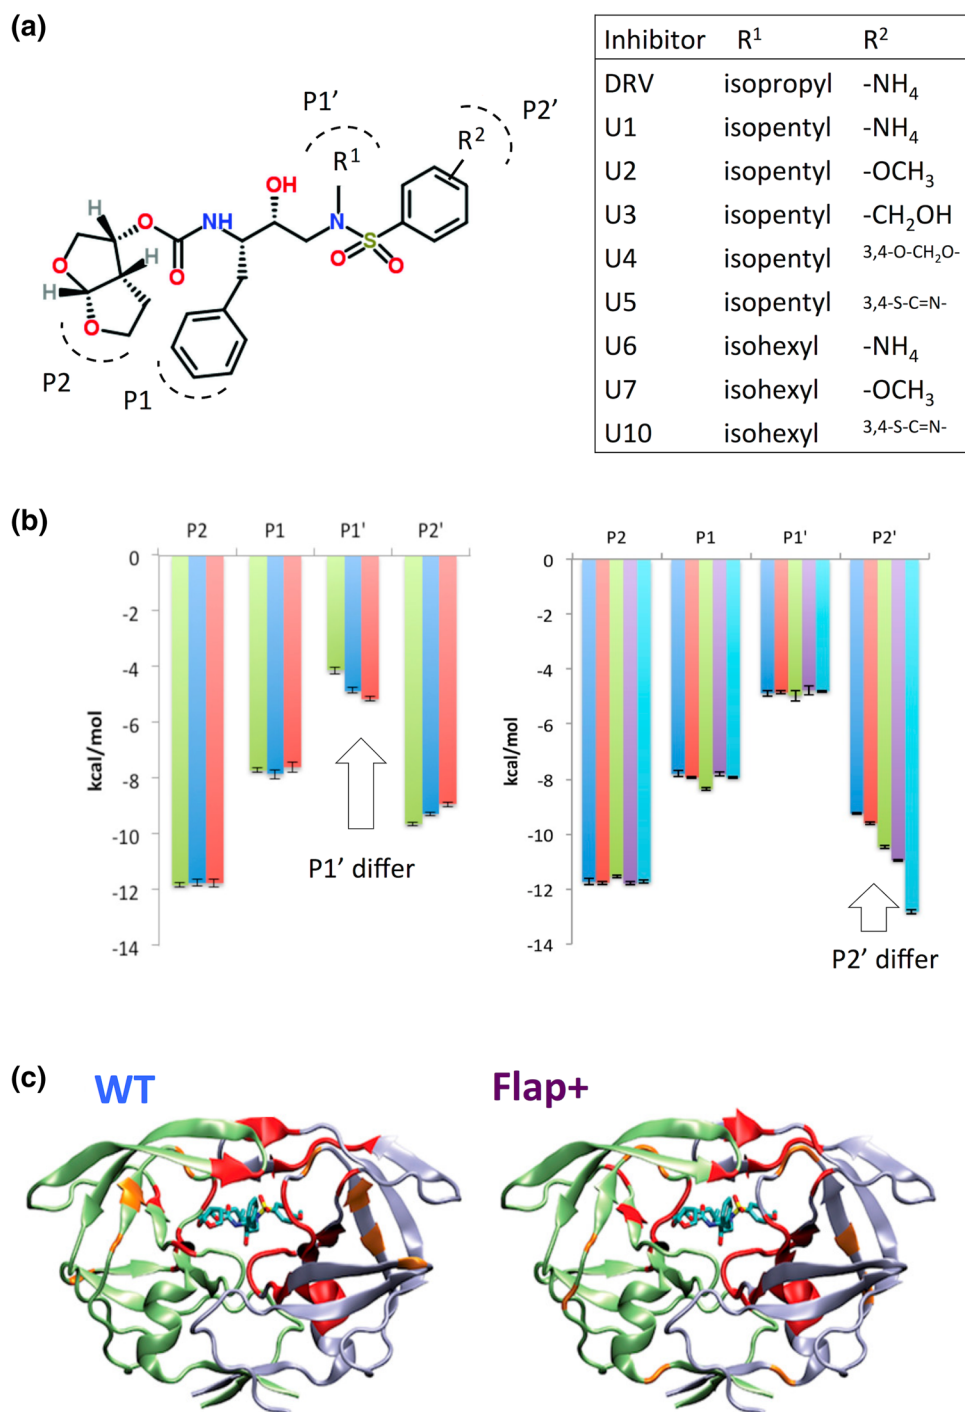 (a)
P1'
P2'
R1
R2
OH
H
O
NH
N
S
O
O
H
O
O
O
H
O
P2
P1
Inhibitor R1 R2
DRV isopropyl -NH4
U1 isopentyl -NH4
U2 isopentyl -OCH3
U3 isopentyl -CH2OH
U4 isopentyl 3,4-O-CH2O-
U5 isopentyl 3,4-S-C=N-
U6 isohexyl -NH4
U7 isohexyl -OCH3
U10 isohexyl 3,4-S-C=N-
(b)
P2 P1 P1' P2'
0
-2
-4
-6
-8
-10
-12
-14
kcal/mol
P1’ differ
P2 P1 P1' P2'
0
-2
-4
-6
-8
-10
-12
-14
kcal/mol
P2’ differ
(c)
WT
Flap+